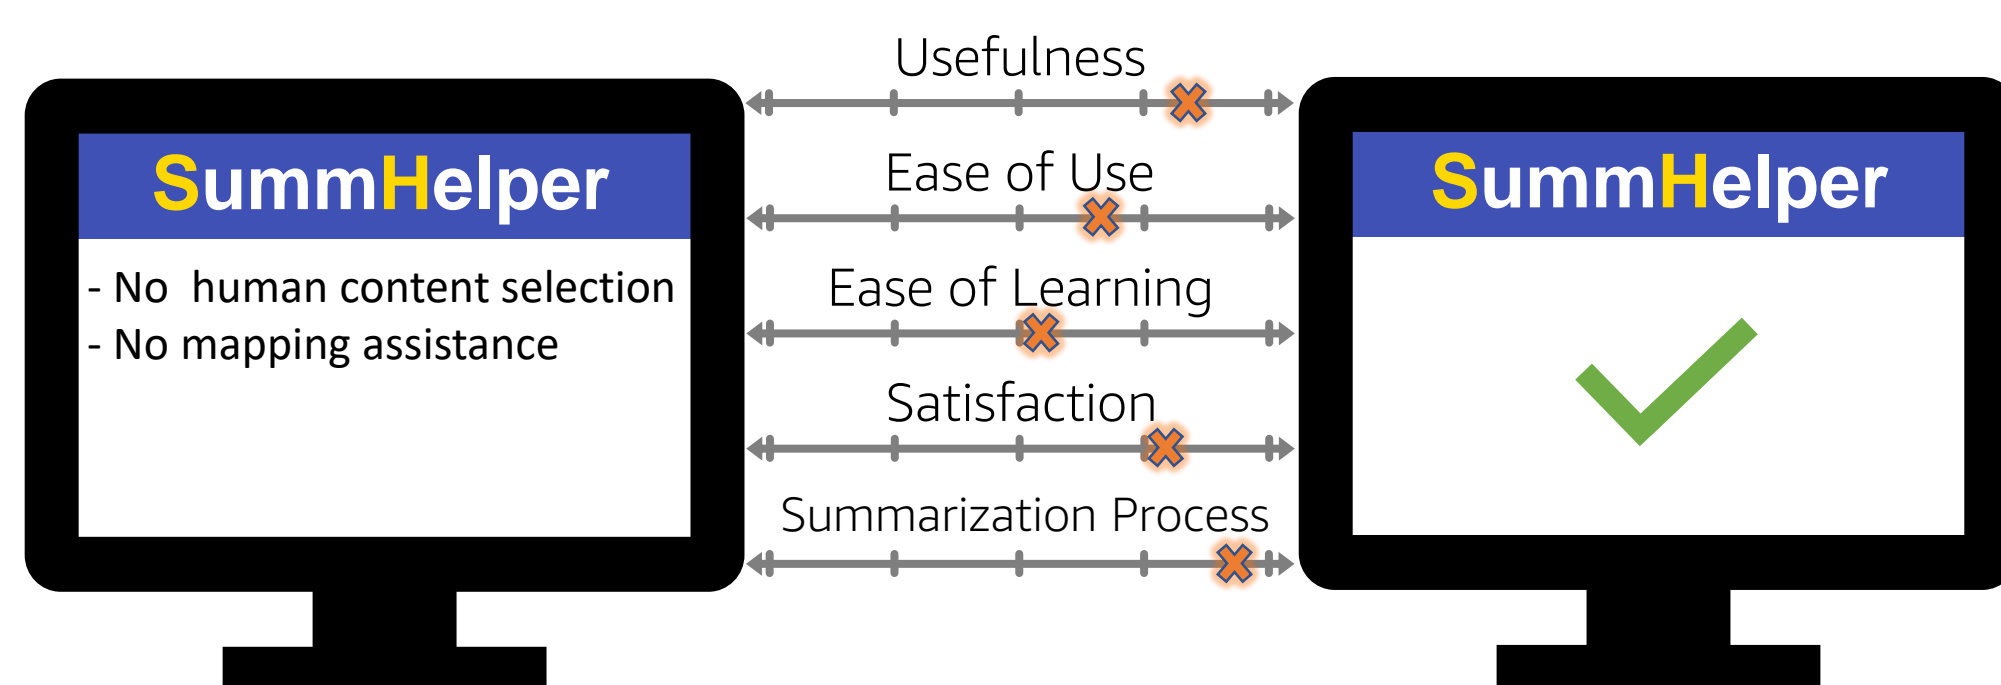 SummHelper
- No  human content selection
- No mapping assistance
Usefulness
Ease of Use
Ease of Learning
Satisfaction
Summarization Process
SummHelper